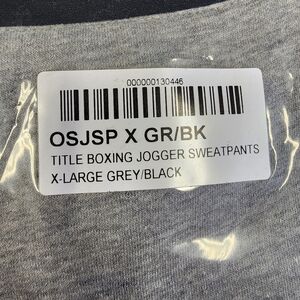 000000130446
OSJSP X GR/BK
TITLE BOXING JOGGER SWEATPANTS
X-LARGE GREY/BLACK